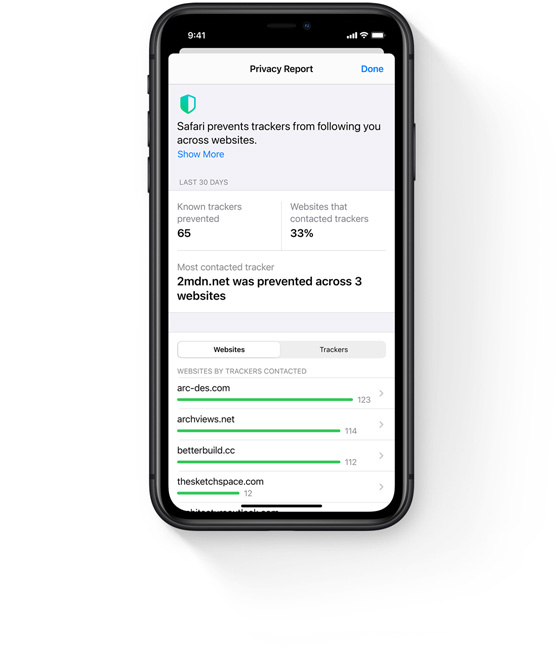 9:41
Privacy Report
Done
Safari prevents trackers from following you
across websites.
Show More
LAST 30 DAYS
Known trackers
prevented
65
Websites that
contacted trackers
33%
Most contacted tracker
2mdn.net was prevented across 3
websites
Websites
Trackers
WEBSITES BY TRACKERS CONTACTED
arc-des.com
123
archviews.net
114
betterbuild.cc
112
thesketchspace.com
12